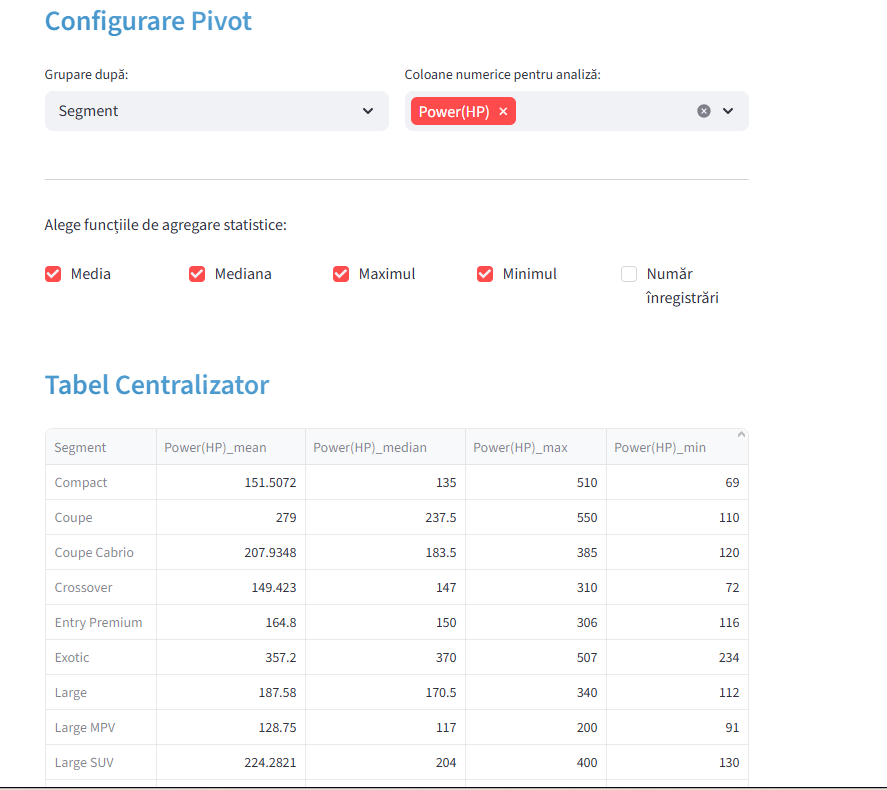 Configurare Pivot
Grupare după: Coloane numerice pentru analiză:
Segment Power(HP) ×
Alege funcțiile de agregare statistice:
Media Mediana Maximul Minimul Număr
înregistrări
Tabel Centralizator
Segment Power(HP)_mean Power(HP)_median Power(HP)_max Power(HP)_min
Compact 151.5072 135 510 69
Coupe 279 237.5 550 110
Coupe Cabrio 207.9348 183.5 385 120
Crossover 149.423 147 310 72
Entry Premium 164.8 150 306 116
Exotic 357.2 370 507 234
Large 187.58 170.5 340 112
Large MPV 128.75 117 200 91
Large SUV 224.2821 204 400 130